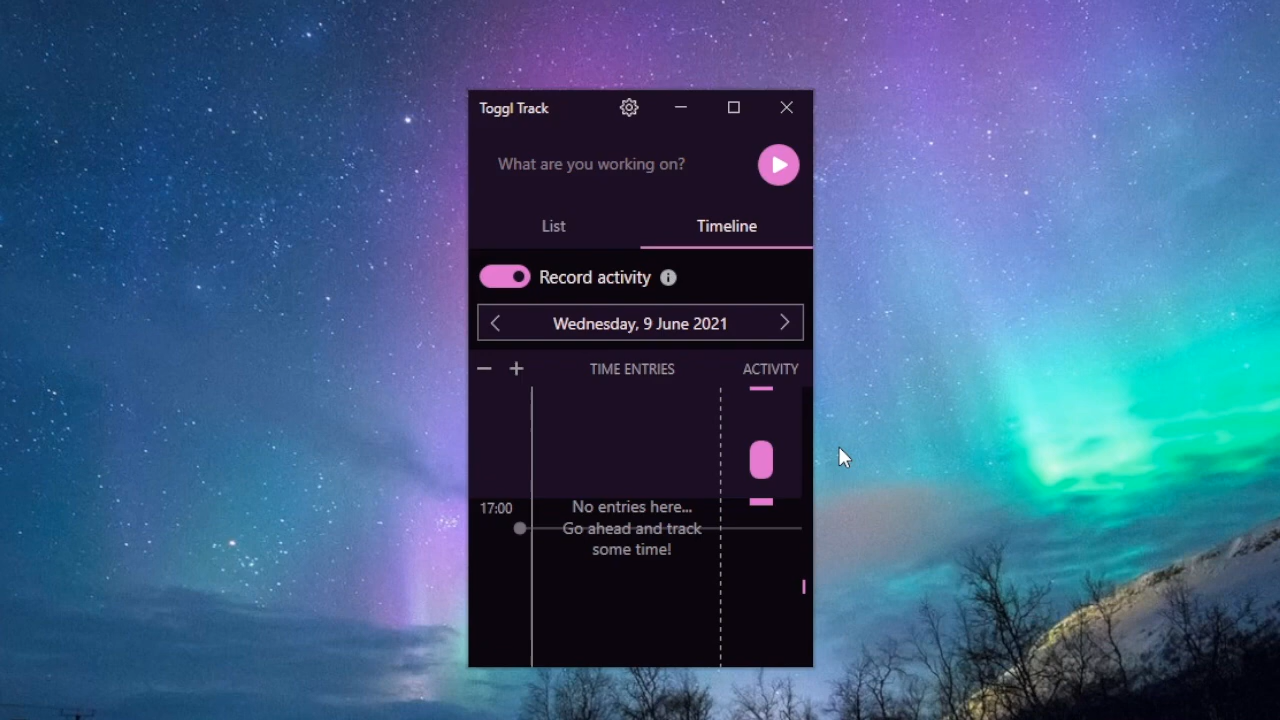 Toggl Track
What are you working on?
List
Timeline
Record activity
Wednesday, 9 June 2021
TIME ENTRIES
ACTIVITY
17:00
No entries here...
Go ahead and track
some time!